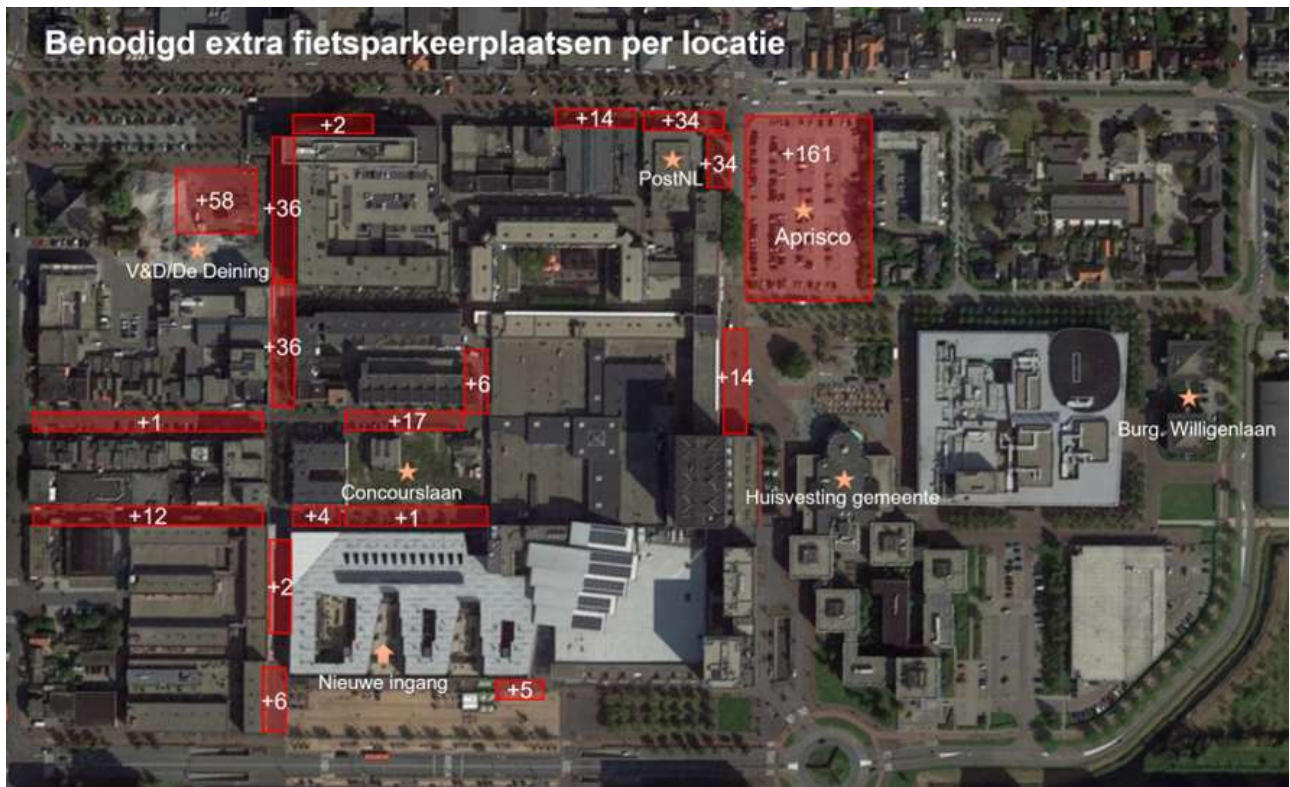 Benodigd extra fietsparkeerplaatsen per locatie
+2
+14
+34
+34
PostNL
+161
Aprisco
+58
+36
V&D/De Deining
+36
+6
+14
+1
+17
Burg. Willigenlaan
Concourslaan
Huisvesting gemeente
+12
+4
+1
+2
Nieuwe ingang
+5
+6